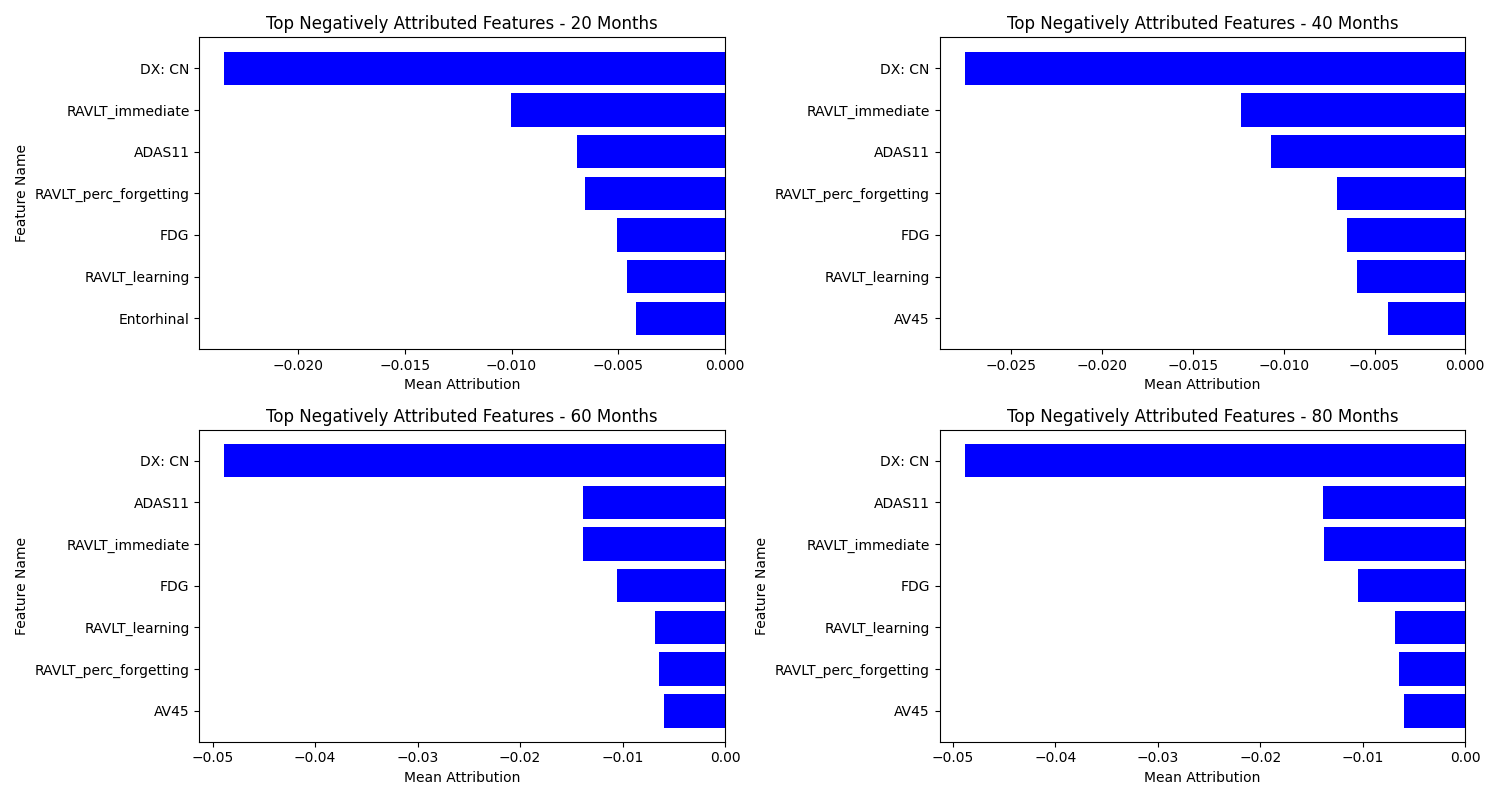 Top Negatively Attributed Features - 20 Months
Feature Name
DX: CN
RAVLT_immediate
ADAS11
RAVLT_perc_forgetting
FDG
RAVLT_learning
Entorhinal
−0.020 −0.015 −0.010 −0.005 0.000
Mean Attribution
Top Negatively Attributed Features - 40 Months
DX: CN
RAVLT_immediate
ADAS11
RAVLT_perc_forgetting
FDG
RAVLT_learning
AV45
−0.025 −0.020 −0.015 −0.010 −0.005 0.000
Mean Attribution
Top Negatively Attributed Features - 60 Months
Feature Name
DX: CN
ADAS11
RAVLT_immediate
FDG
RAVLT_learning
RAVLT_perc_forgetting
AV45
−0.05 −0.04 −0.03 −0.02 −0.01 0.00
Mean Attribution
Top Negatively Attributed Features - 80 Months
Feature Name
DX: CN
ADAS11
RAVLT_immediate
FDG
RAVLT_learning
RAVLT_perc_forgetting
AV45
−0.05 −0.04 −0.03 −0.02 −0.01 0.00
Mean Attribution